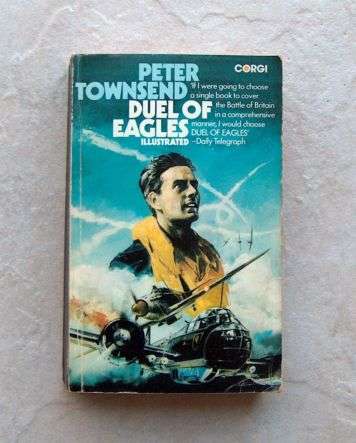 CORGI
PETER
TOWNSEND
DUEL OF
EAGLES
ILLUSTRATED
'If I were going to choose
a single book to cover
the Battle of Britain
in a comprehensive
manner, I would choose
DUEL OF EAGLES'
–Daily Telegraph